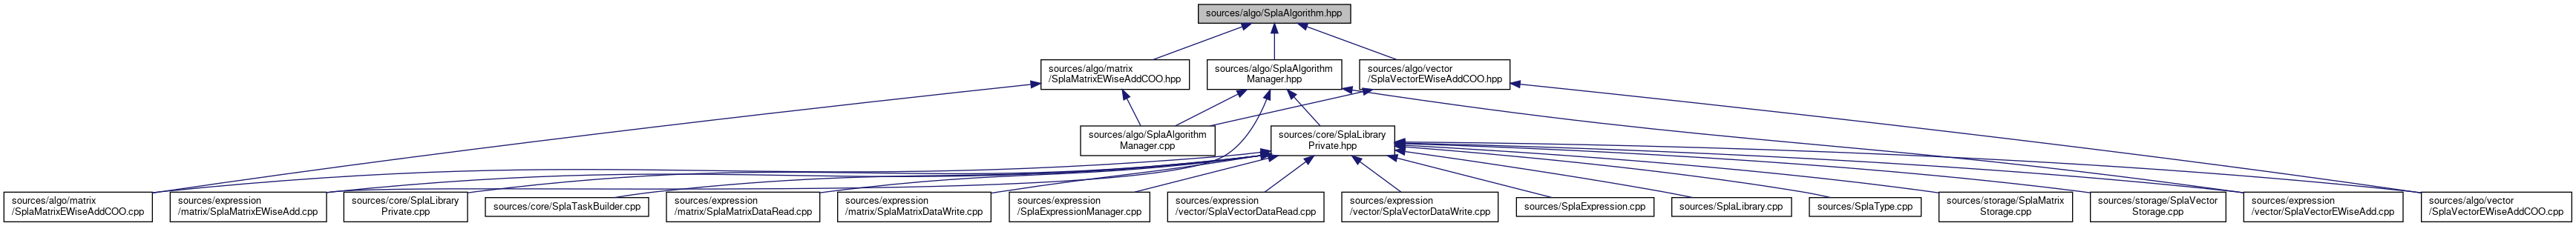 sources/algo/SplaAlgorithm.hpp
sources/algo/matrix
/SplaMatrixEWiseAddCOO.hpp
sources/algo/SplaAlgorithm
Manager.hpp
sources/algo/vector
/SplaVectorEWiseAddCOO.hpp
sources/algo/SplaAlgorithm
Manager.cpp
sources/core/SplaLibrary
Private.hpp
sources/algo/matrix
/SplaMatrixEWiseAddCOO.cpp
sources/expression
/matrix/SplaMatrixEWiseAdd.cpp
sources/core/SplaLibrary
Private.cpp
sources/core/SplaTaskBuilder.cpp
sources/expression
/matrix/SplaMatrixDataRead.cpp
sources/expression
/matrix/SplaMatrixDataWrite.cpp
sources/expression
/SplaExpressionManager.cpp
sources/expression
/vector/SplaVectorDataRead.cpp
sources/expression
/vector/SplaVectorDataWrite.cpp
sources/SplaExpression.cpp
sources/SplaLibrary.cpp
sources/SplaType.cpp
sources/storage/SplaMatrix
Storage.cpp
sources/storage/SplaVector
Storage.cpp
sources/expression
/vector/SplaVectorEWiseAdd.cpp
sources/algo/vector
/SplaVectorEWiseAddCOO.cpp